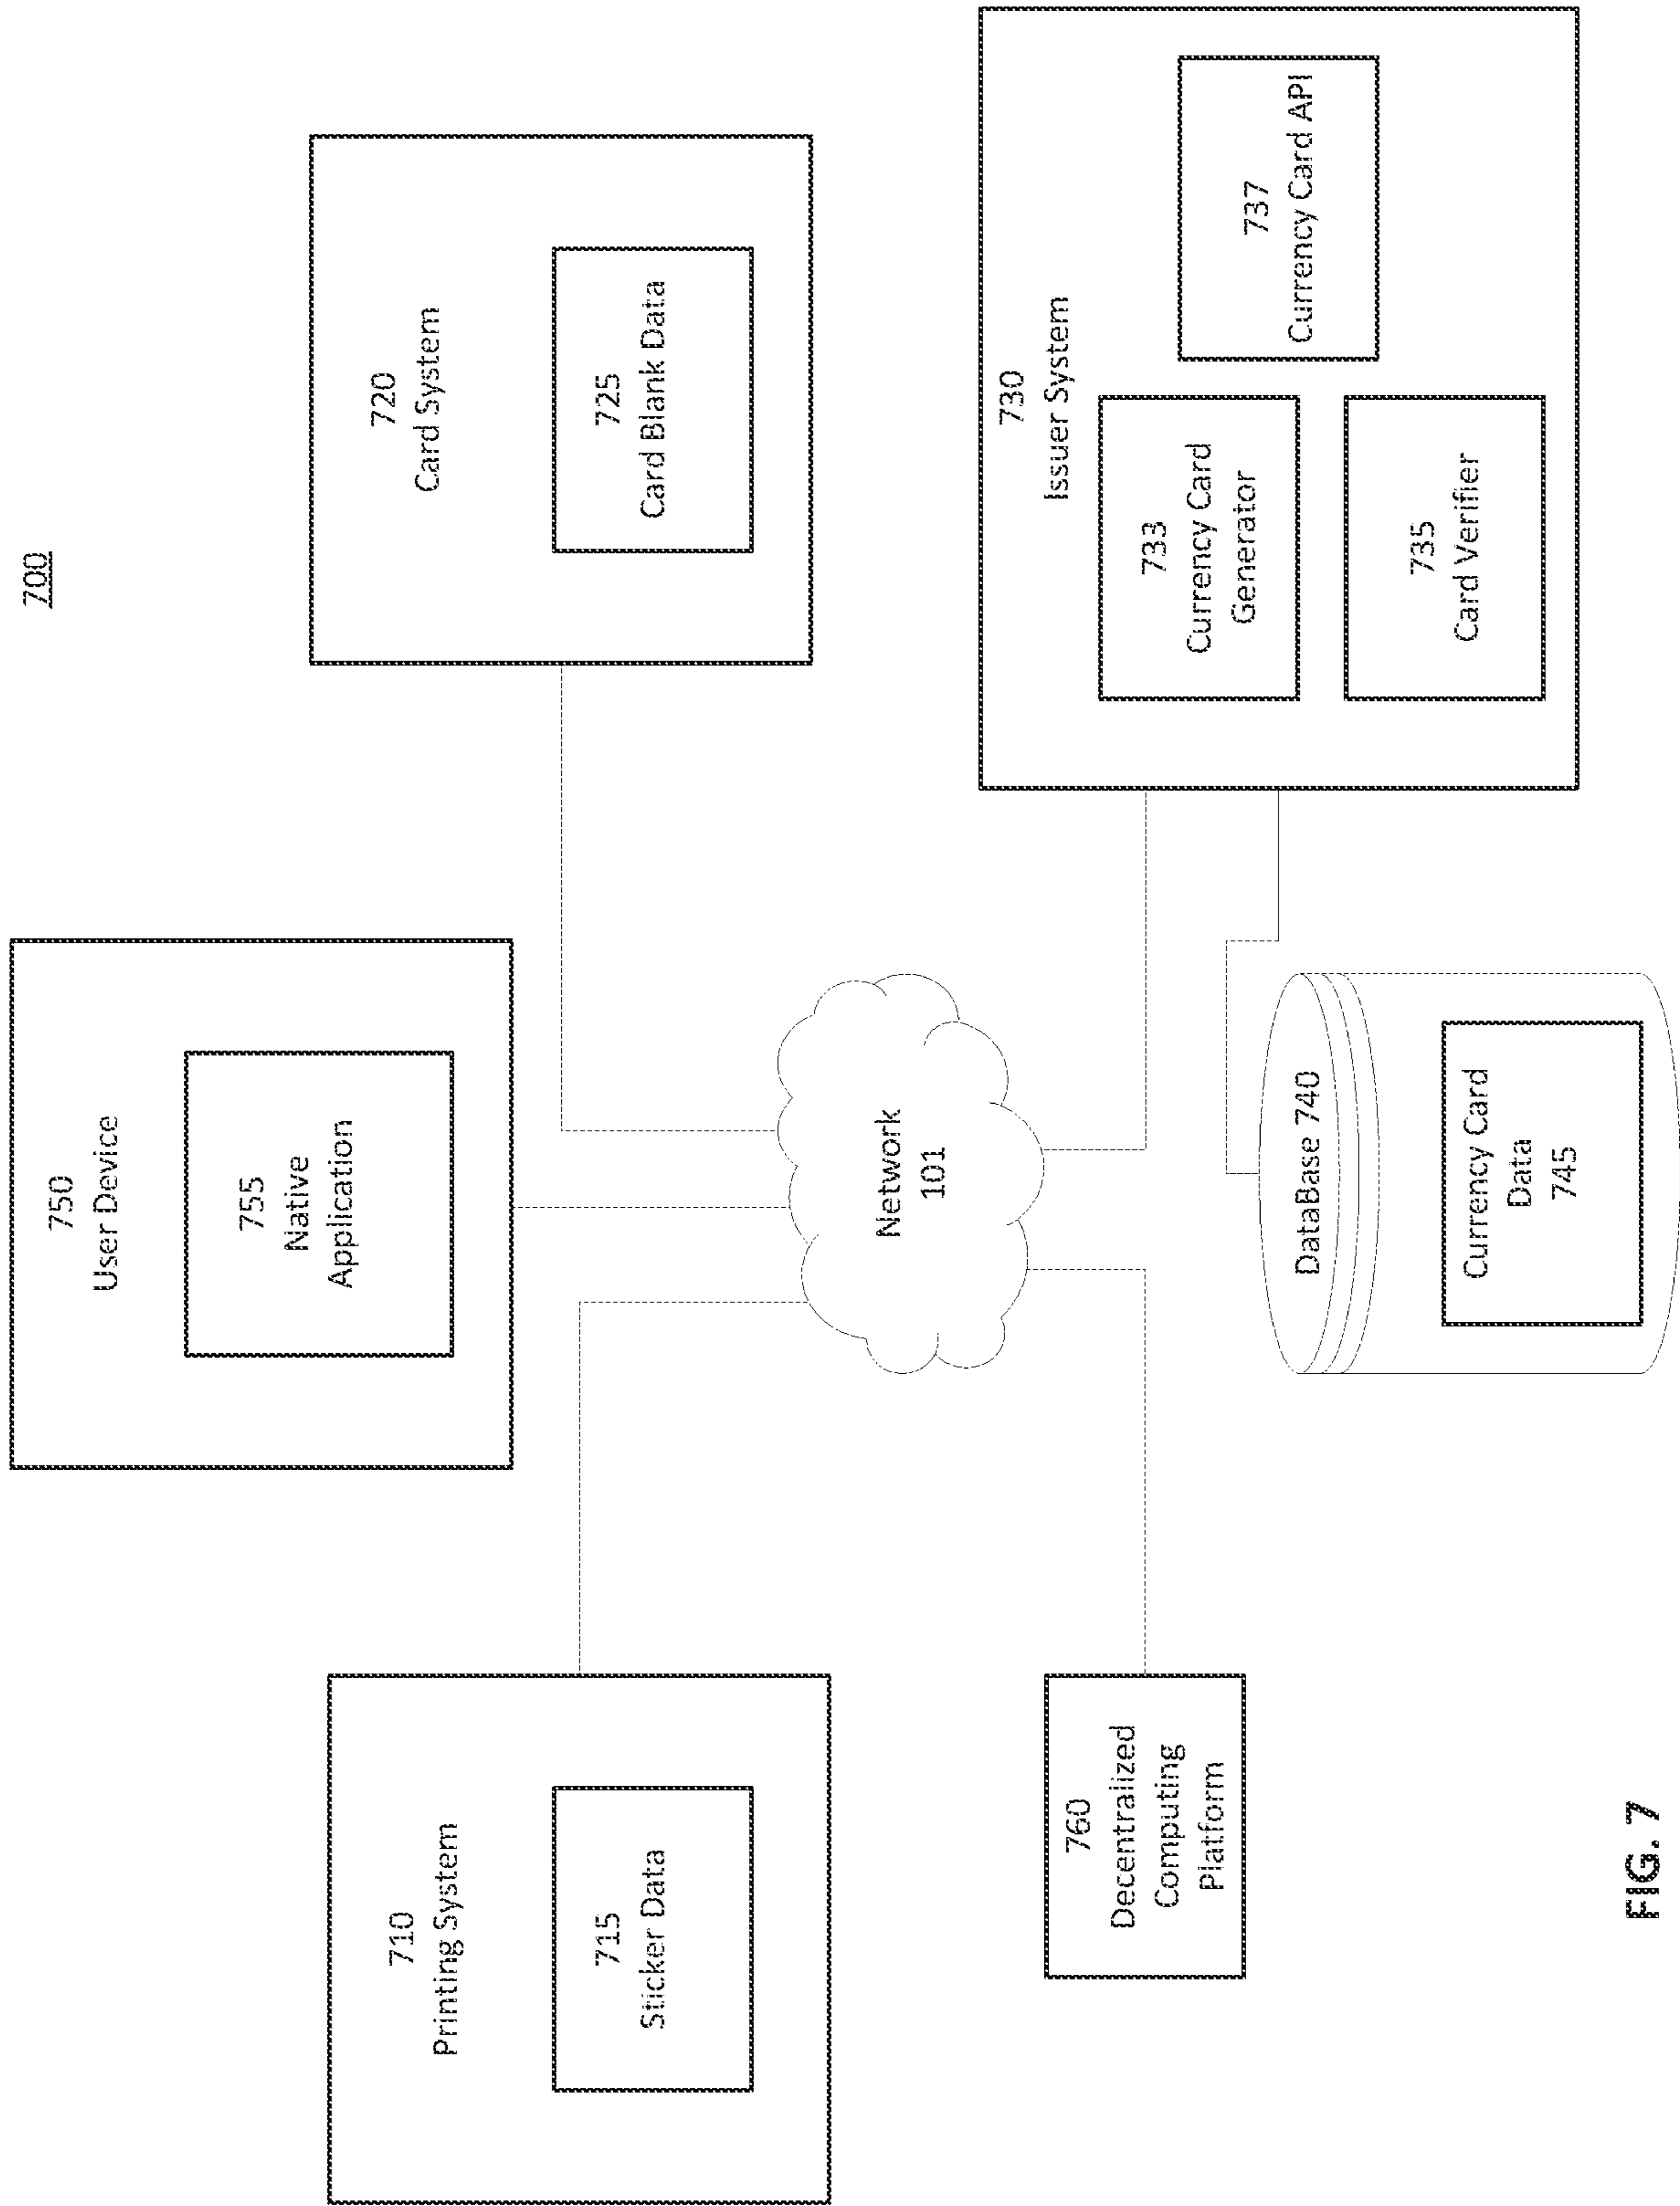 700
750
User Device
755
Native
Application
710
Printing System
715
Sticker Data
720
Card System
725
Card Blank Data
Network
101
760
Decentralized
Computing
Platform
DataBase 740
Currency Card
Data
745
730
Issuer System
733
Currency Card
Generator
735
Card Verifier
737
Currency Card API
FIG. 7